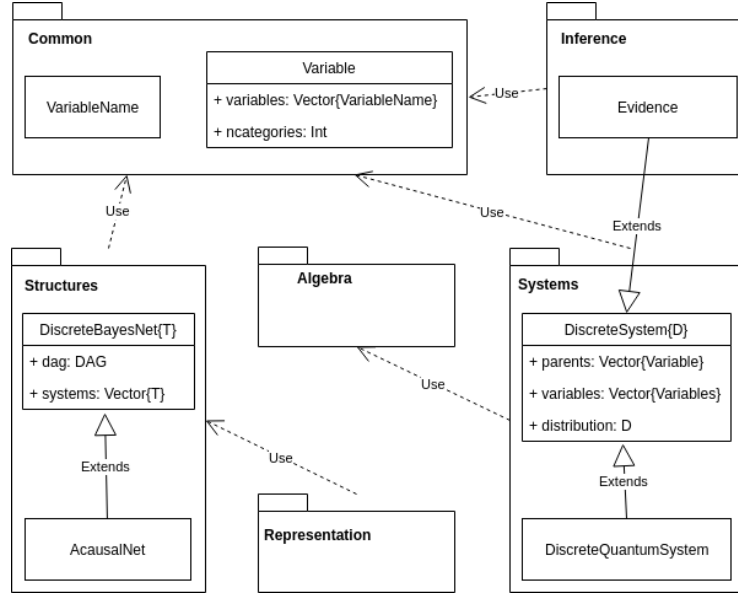 Common
VariableName
Variable
+ variables: Vector{VariableName}
+ ncategories: Int
Inference
Evidence
Use
Use
Use
Extends
Structures
DiscreteBayesNet{T}
+ dag: DAG
+ systems: Vector{T}
Extends
AcausalNet
Algebra
Use
Use
Representation
Systems
DiscreteSystem{D}
+ parents: Vector{Variable}
+ variables: Vector{Variables}
+ distribution: D
Extends
DiscreteQuantumSystem